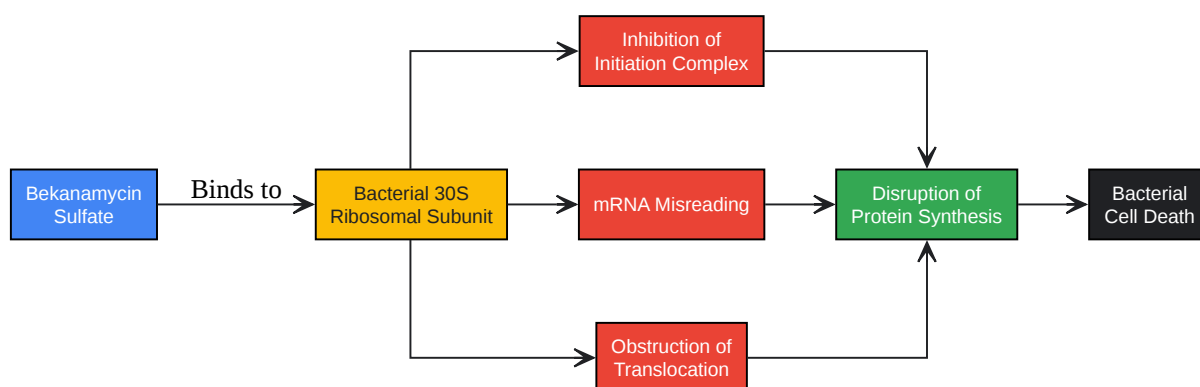 Inhibition of
Initiation Complex
Bekanamycin
Sulfate
Binds to
Bacterial 30S
Ribosomal Subunit
mRNA Misreading
Disruption of
Protein Synthesis
Bacterial
Cell Death
Obstruction of
Translocation